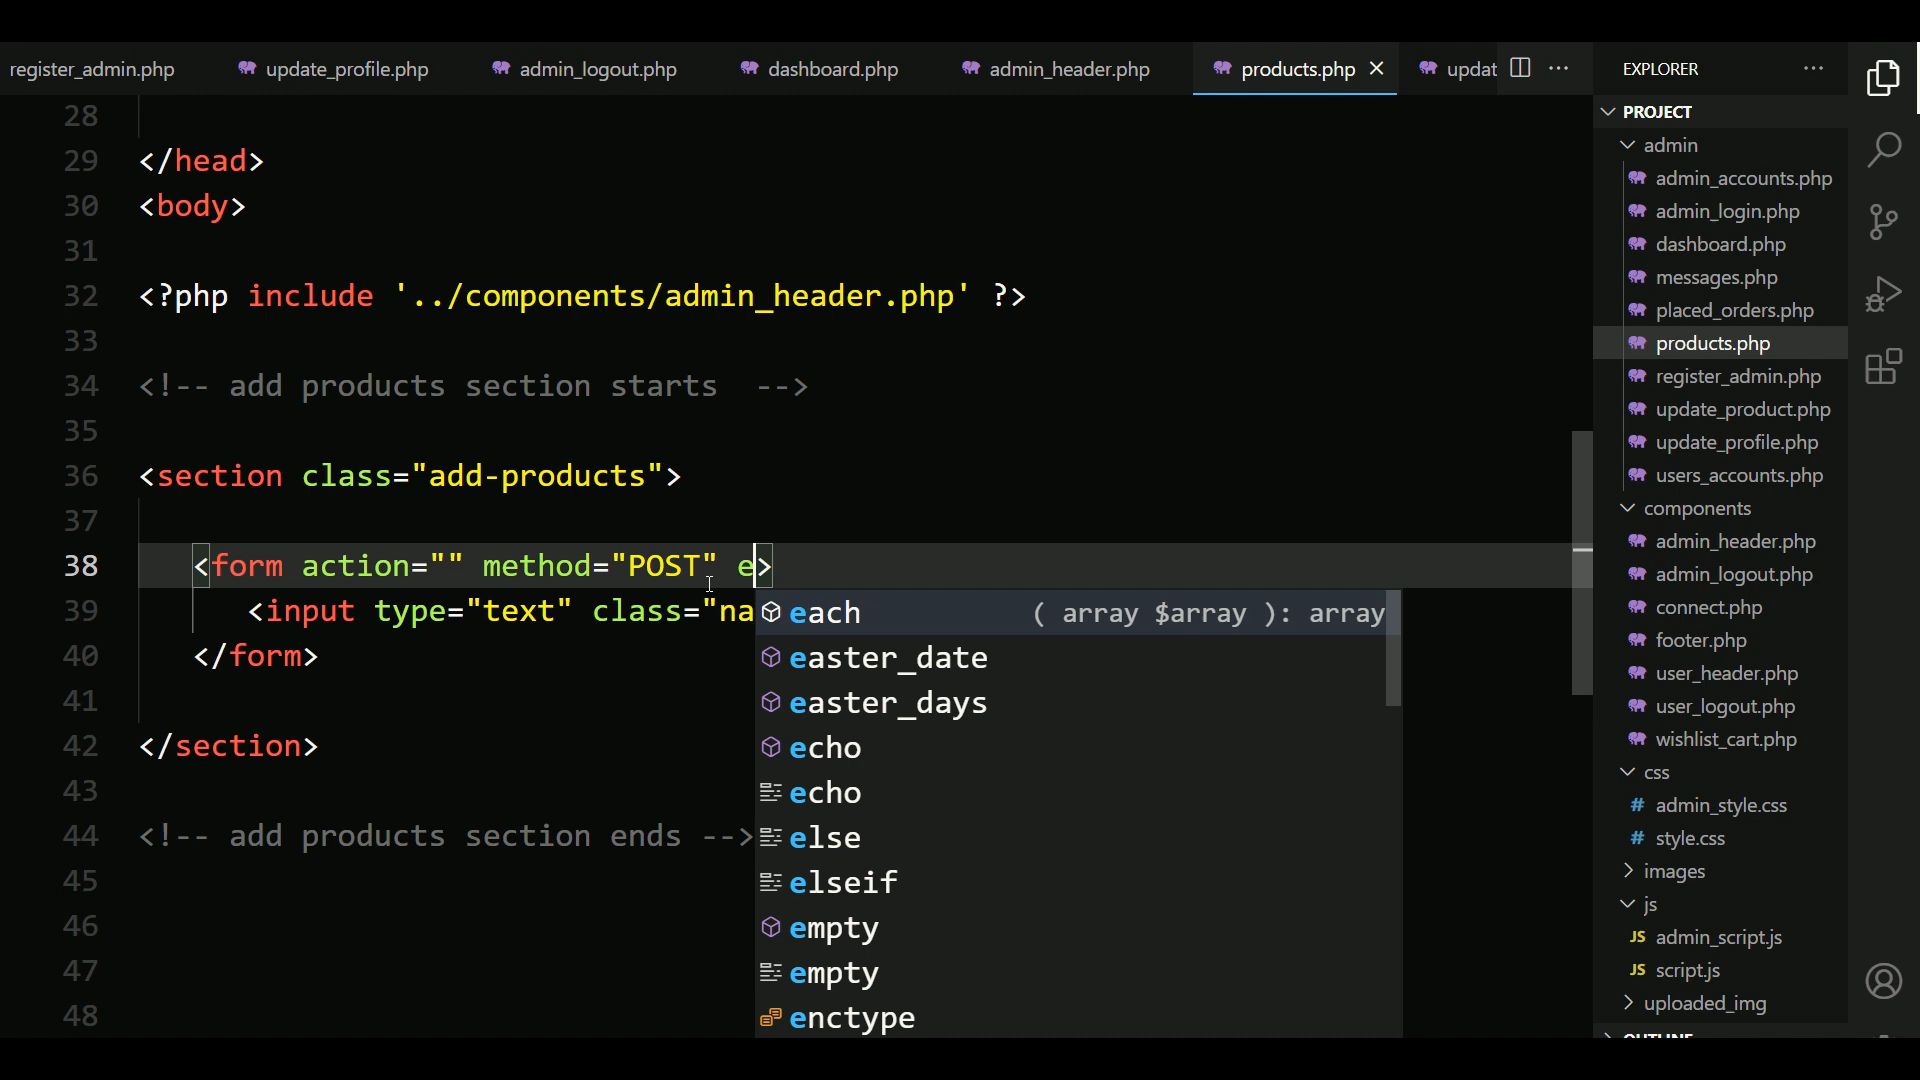 register_admin.php update_profile.php admin_logout.php dashboard.php admin_header.php products.php updat EXPLORER
28
29 </head>
30 <body>
31
32 <?php include '../components/admin_header.php' ?>
33
34 <!-- add products section starts  -->
35
36 <section class="add-products">
37
38 <form action="" method="POST" e>
39 <input type="text" class="na
40 </form>
41
42 </section>
43
44 <!-- add products section ends -->
45
46
47
48
each ( array $array ): array
easter_date
easter_days
echo
echo
else
elseif
empty
empty
enctype
PROJECT
admin
admin_accounts.php
admin_login.php
dashboard.php
messages.php
placed_orders.php
products.php
register_admin.php
update_product.php
update_profile.php
users_accounts.php
components
admin_header.php
admin_logout.php
connect.php
footer.php
user_header.php
user_logout.php
wishlist_cart.php
css
# admin_style.css
# style.css
images
js
JS admin_script.js
JS script.js
uploaded_img
OUTLINE